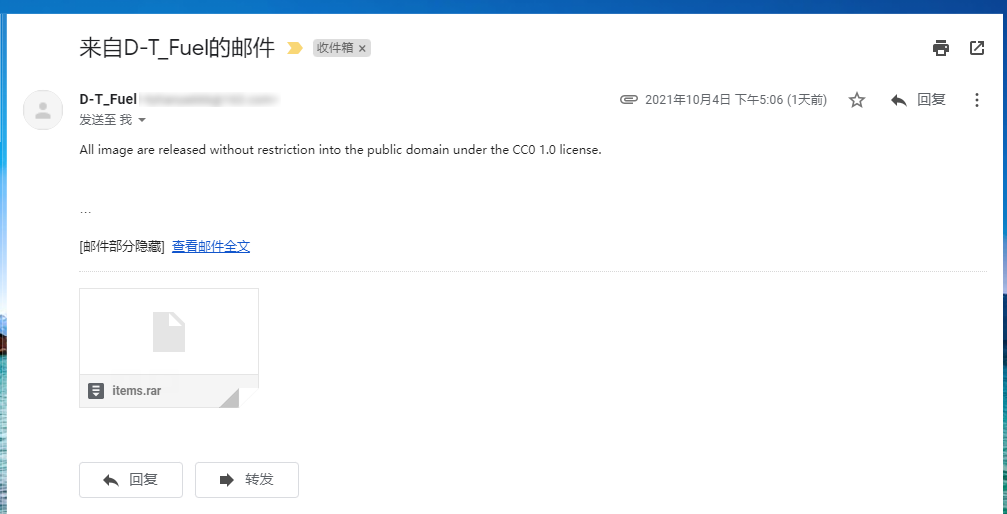 来自D-T_Fuel的邮件 收件箱 ×
D-T_Fuel 2021年10月4日 下午5:06 (1天前) 回复
发送至 我
All image are released without restriction into the public domain under the CC0 1.0 license.
...
[邮件部分隐藏] 查看邮件全文
items.rar
回复 转发